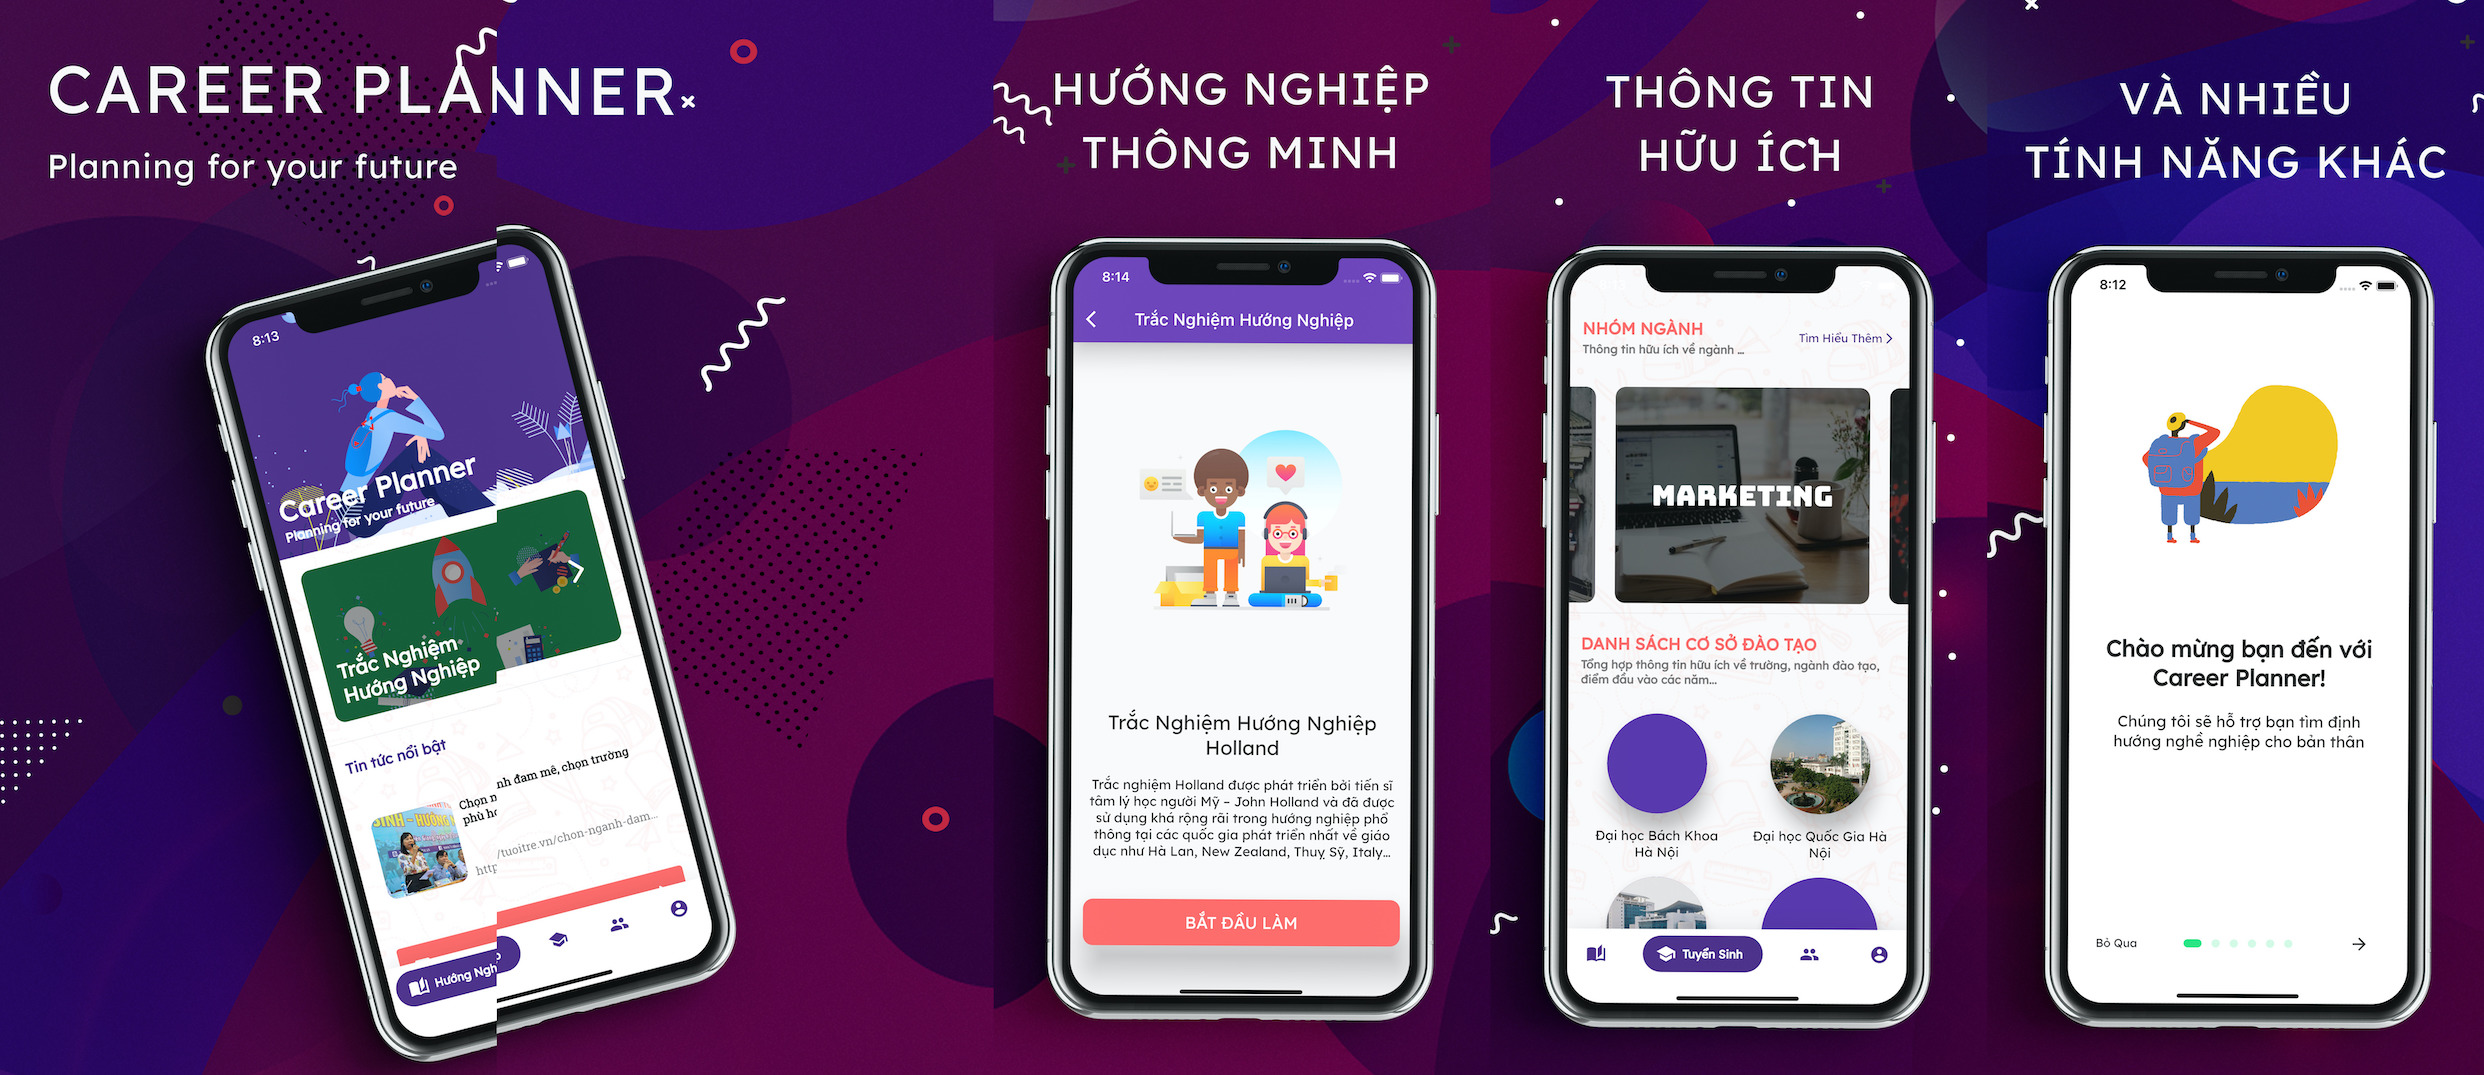 CAREER PLANNER
Planning for your future
8:13
Career Planner
Planning for your future
Trắc Nghiệm
Hướng Nghiệp
Tin tức nổi bật
SINH - HƯỚNG
Chọn n
nh đam mê, chọn trường
phù hợ
http
/tuoitre.vn/chon-nganh-dam...
Hướng Ngh
HƯỚNG NGHIỆP
THÔNG MINH
8:14
Trắc Nghiệm Hướng Nghiệp
Trắc Nghiệm Hướng Nghiệp
Holland
Trắc nghiệm Holland được phát triển bởi tiến sĩ
tâm lý học người Mỹ – John Holland và đã được
sử dụng khá rộng rãi trong hướng nghiệp phổ
thông tại các quốc gia phát triển nhất về giáo
dục như Hà Lan, New Zealand, Thuỵ Sỹ, Italy...
BẮT ĐẦU LÀM
THÔNG TIN
HỮU ÍCH
NHÓM NGÀNH
Thông tin hữu ích về ngành ...
Tìm Hiểu Thêm
MARKETING
DANH SÁCH CƠ SỞ ĐÀO TẠO
Tổng hợp thông tin hữu ích về trường, ngành đào tạo,
điểm đầu vào các năm...
Đại học Bách Khoa
Hà Nội
Đại học Quốc Gia Hà
Nội
Tuyển Sinh
VÀ NHIỀU
TÍNH NĂNG KHÁC
8:12
Chào mừng bạn đến với
Career Planner!
Chúng tôi sẽ hỗ trợ bạn tìm định
hướng nghề nghiệp cho bản thân
Bỏ Qua